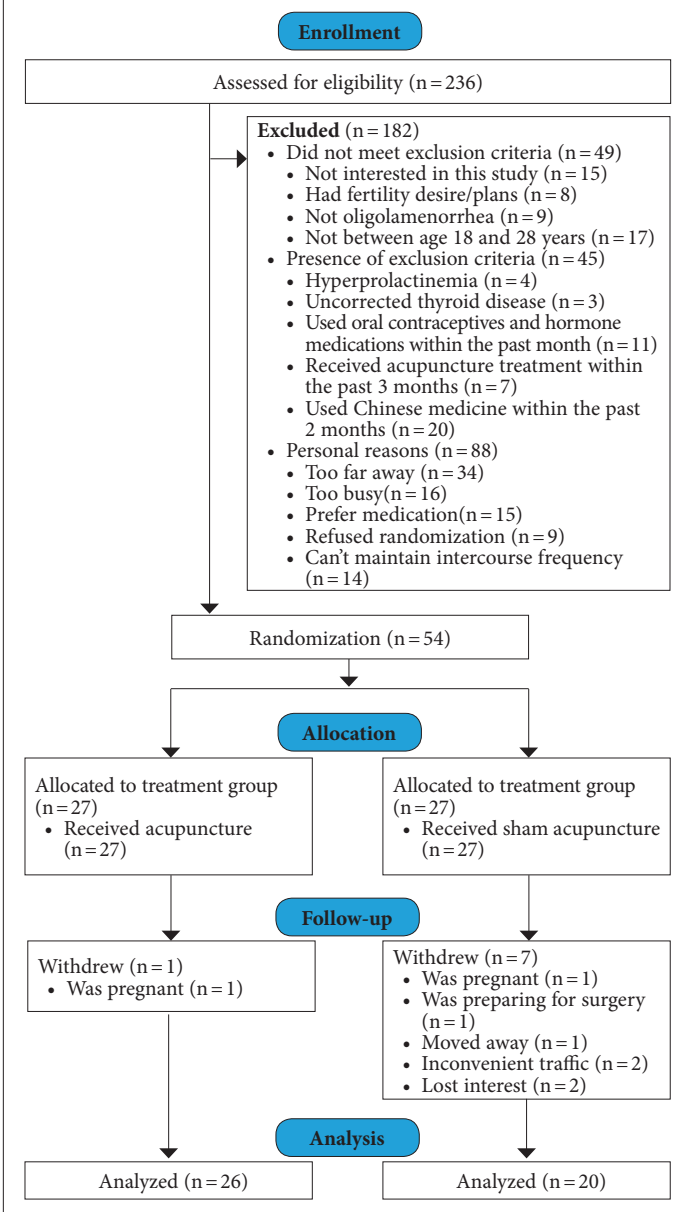 Enrollment
Assessed for eligibility (n = 236)
Excluded (n = 182)
• Did not meet exclusion criteria (n = 49)
• Not interested in this study (n = 15)
• Had fertility desire/plans (n = 8)
• Not oligolamenorrhea (n = 9)
• Not between age 18 and 28 years (n = 17)
• Presence of exclusion criteria (n = 45)
• Hyperprolactinemia (n = 4)
• Uncorrected thyroid disease (n = 3)
• Used oral contraceptives and hormone
medications within the past month (n = 11)
• Received acupuncture treatment within
the past 3 months (n = 7)
• Used Chinese medicine within the past
2 months (n = 20)
• Personal reasons (n = 88)
• Too far away (n = 34)
• Too busy(n = 16)
• Prefer medication(n = 15)
• Refused randomization (n = 9)
• Can't maintain intercourse frequency
(n = 14)
Randomization (n = 54)
Allocation
Allocated to treatment group
(n = 27)
• Received acupuncture
(n = 27)
Allocated to treatment group
(n = 27)
• Received sham acupuncture
(n = 27)
Follow-up
Withdrew (n = 1)
• Was pregnant (n = 1)
Withdrew (n = 7)
• Was pregnant (n = 1)
• Was preparing for surgery
(n = 1)
• Moved away (n = 1)
• Inconvenient traffic (n = 2)
• Lost interest (n = 2)
Analysis
Analyzed (n = 26)
Analyzed (n = 20)